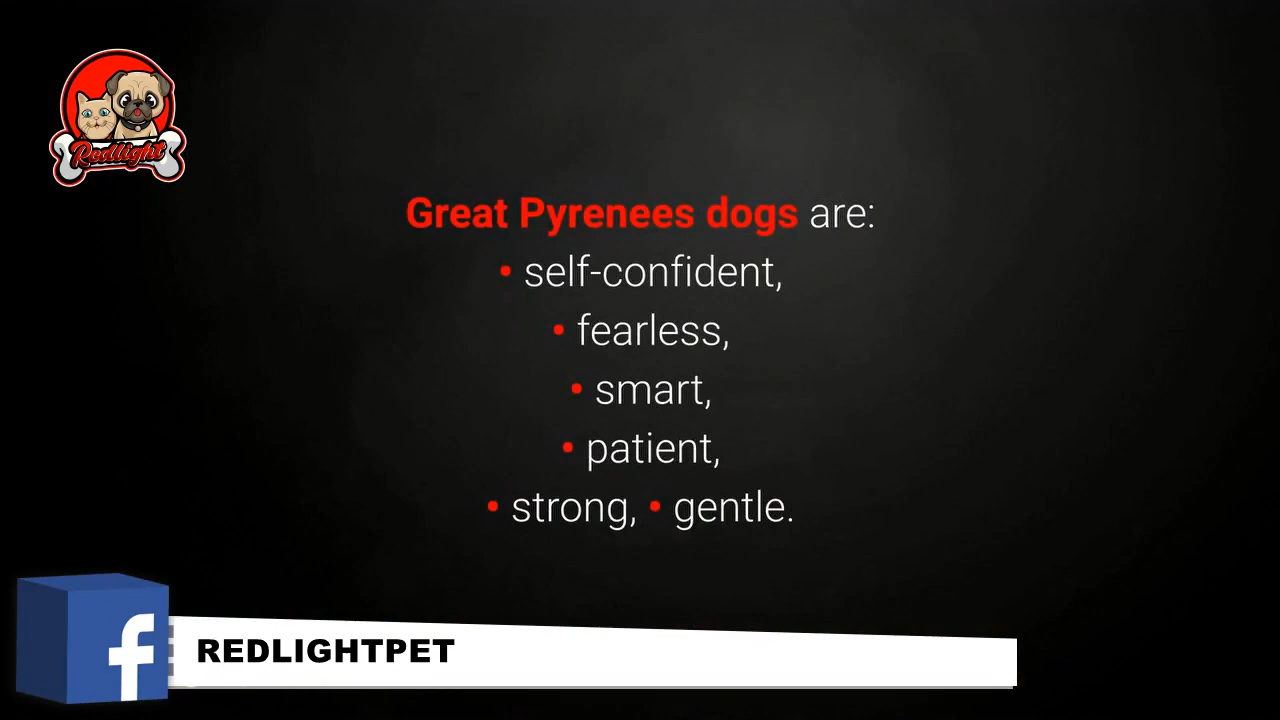 Redlight
Great Pyrenees dogs are:
• self-confident,
• fearless,
• smart,
• patient,
• strong, • gentle.
f
REDLIGHTPET